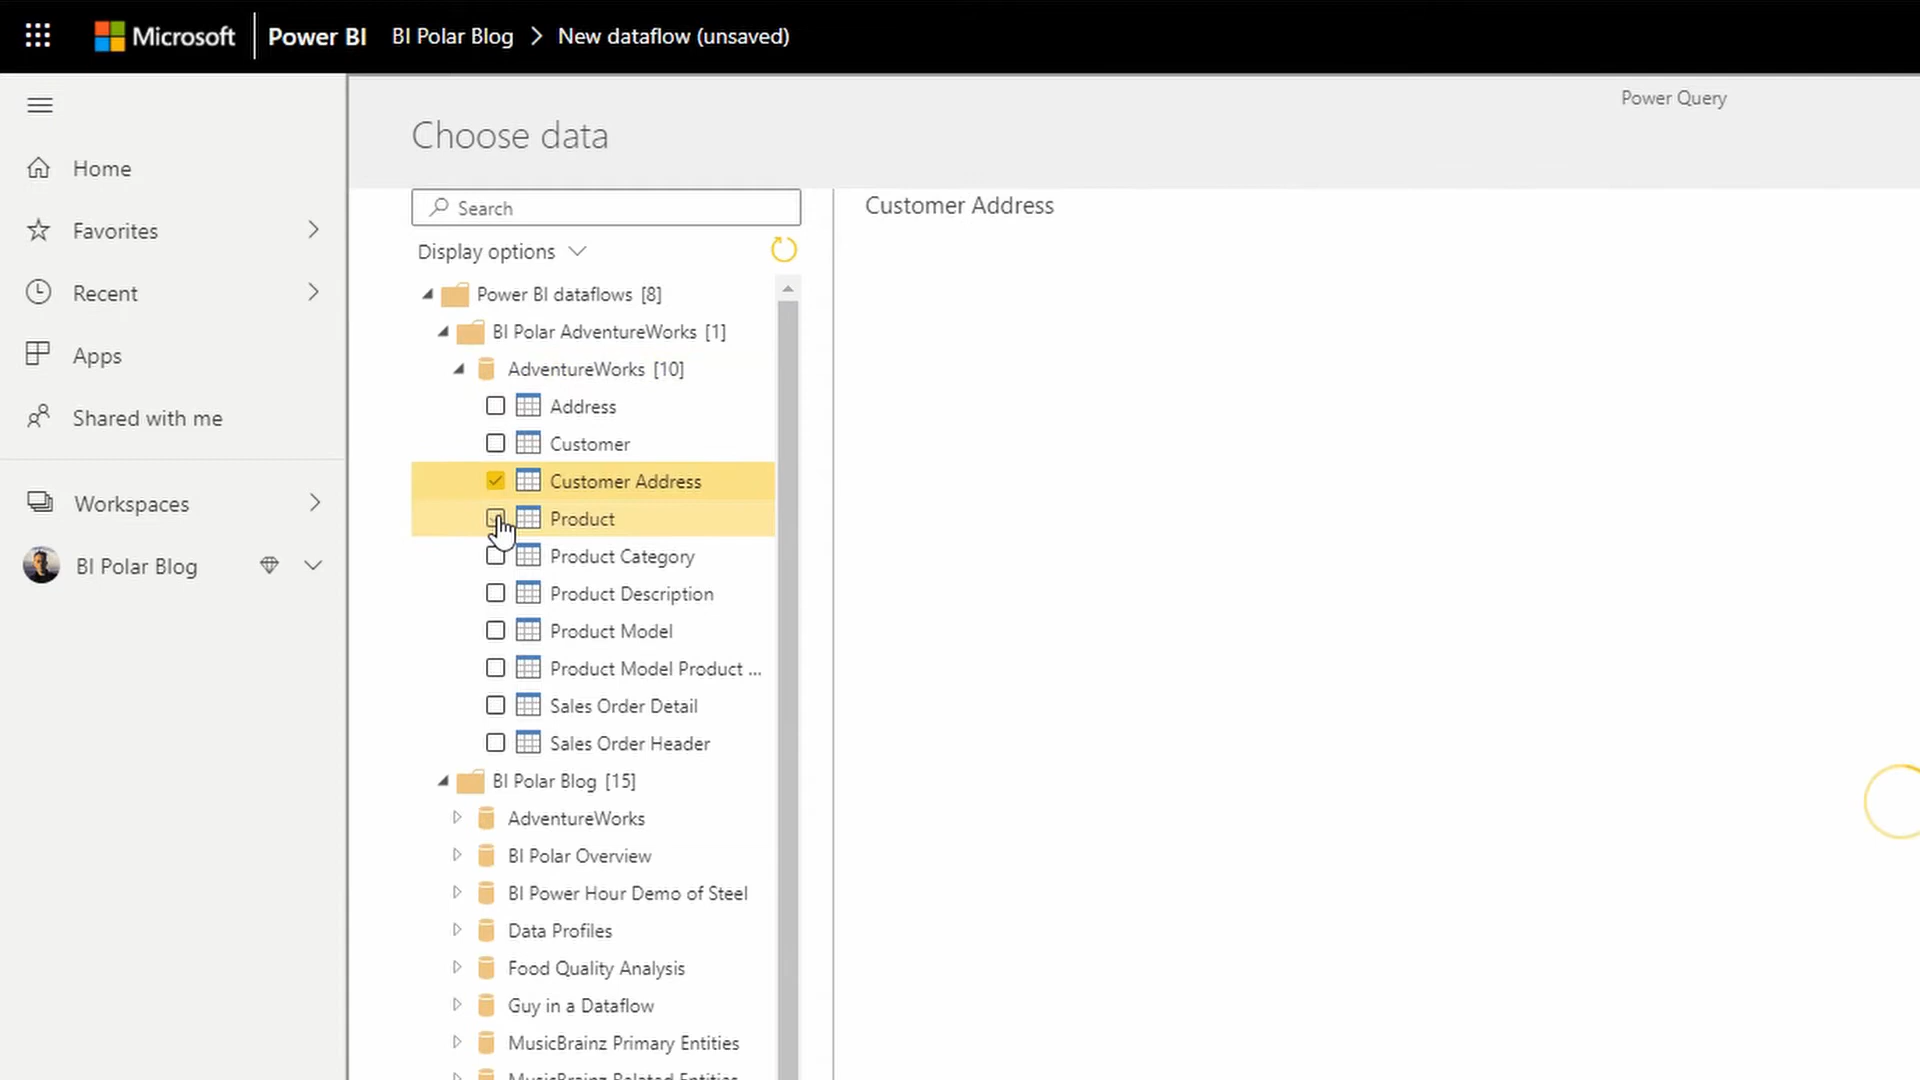 Microsoft Power BI BI Polar Blog > New dataflow (unsaved)
Power Query
Choose data
Home
Favorites
Recent
Apps
Shared with me
Workspaces
BI Polar Blog
Search
Display options
Power BI dataflows [8]
BI Polar AdventureWorks [1]
AdventureWorks [10]
Address
Customer
Customer Address
Product
Product Category
Product Description
Product Model
Product Model Product ...
Sales Order Detail
Sales Order Header
BI Polar Blog [15]
AdventureWorks
BI Polar Overview
BI Power Hour Demo of Steel
Data Profiles
Food Quality Analysis
Guy in a Dataflow
MusicBrainz Primary Entities
MusicBrainz Related Entities
Customer Address